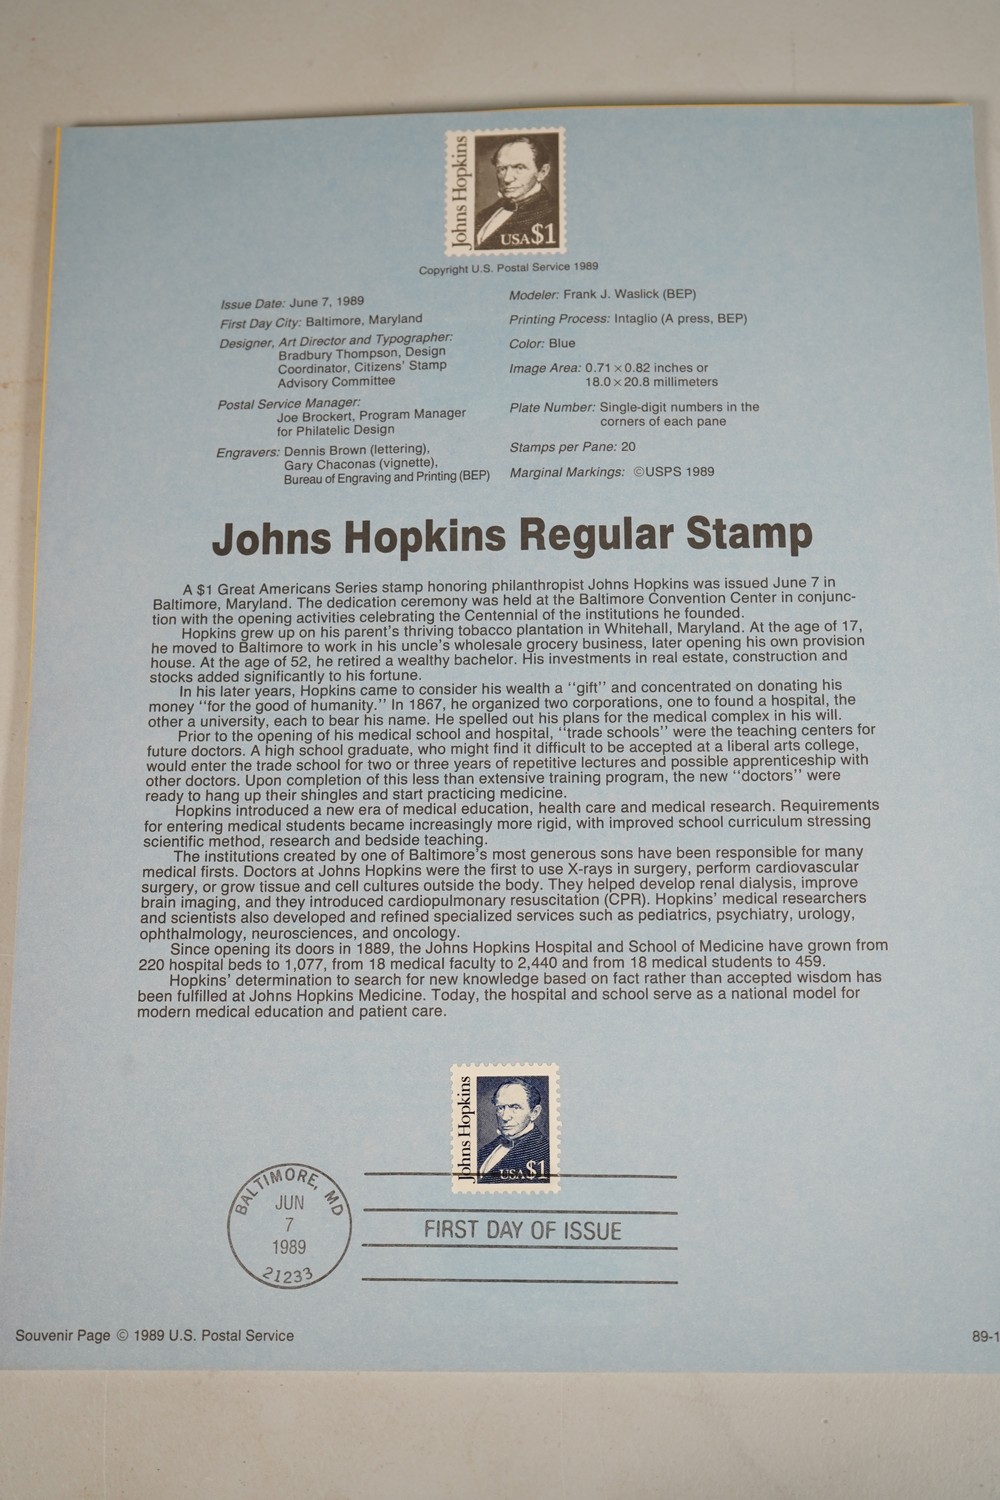 Johns Hopkins
USA $1
Copyright U.S. Postal Service 1989
Issue Date: June 7, 1989
First Day City: Baltimore, Maryland
Designer, Art Director and Typographer:
Bradbury Thompson, Design
Coordinator, Citizens' Stamp
Advisory Committee
Postal Service Manager:
Joe Brockert, Program Manager
for Philatelic Design
Engravers: Dennis Brown (lettering),
Gary Chaconas (vignette),
Bureau of Engraving and Printing (BEP)
Modeler: Frank J. Waslick (BEP)
Printing Process: Intaglio (A press, BEP)
Color: Blue
Image Area: 0.71 × 0.82 inches or
18.0 × 20.8 millimeters
Plate Number: Single-digit numbers in the
corners of each pane
Stamps per Pane: 20
Marginal Markings: ©USPS 1989
Johns Hopkins Regular Stamp
A $1 Great Americans Series stamp honoring philanthropist Johns Hopkins was issued June 7 in
Baltimore, Maryland. The dedication ceremony was held at the Baltimore Convention Center in conjunc-
tion with the opening activities celebrating the Centennial of the institutions he founded.
Hopkins grew up on his parent's thriving tobacco plantation in Whitehall, Maryland. At the age of 17,
he moved to Baltimore to work in his uncle's wholesale grocery business, later opening his own provision
house. At the age of 52, he retired a wealthy bachelor. His investments in real estate, construction and
stocks added significantly to his fortune.
In his later years, Hopkins came to consider his wealth a "gift" and concentrated on donating his
money "for the good of humanity." In 1867, he organized two corporations, one to found a hospital, the
other a university, each to bear his name. He spelled out his plans for the medical complex in his will.
Prior to the opening of his medical school and hospital, "trade schools" were the teaching centers for
future doctors. A high school graduate, who might find it difficult to be accepted at a liberal arts college,
would enter the trade school for two or three years of repetitive lectures and possible apprenticeship with
other doctors. Upon completion of this less than extensive training program, the new "doctors" were
ready to hang up their shingles and start practicing medicine.
Hopkins introduced a new era of medical education, health care and medical research. Requirements
for entering medical students became increasingly more rigid, with improved school curriculum stressing
scientific method, research and bedside teaching.
The institutions created by one of Baltimore's most generous sons have been responsible for many
medical firsts. Doctors at Johns Hopkins were the first to use X-rays in surgery, perform cardiovascular
surgery, or grow tissue and cell cultures outside the body. They helped develop renal dialysis, improve
brain imaging, and they introduced cardiopulmonary resuscitation (CPR). Hopkins' medical researchers
and scientists also developed and refined specialized services such as pediatrics, psychiatry, urology,
ophthalmology, neurosciences, and oncology.
Since opening its doors in 1889, the Johns Hopkins Hospital and School of Medicine have grown from
220 hospital beds to 1,077, from 18 medical faculty to 2,440 and from 18 medical students to 459.
Hopkins' determination to search for new knowledge based on fact rather than accepted wisdom has
been fulfilled at Johns Hopkins Medicine. Today, the hospital and school serve as a national model for
modern medical education and patient care.
Johns Hopkins
USA $1
BALTIMORE, MD
JUN
7
1989
21233
FIRST DAY OF ISSUE
Souvenir Page © 1989 U.S. Postal Service
89-1